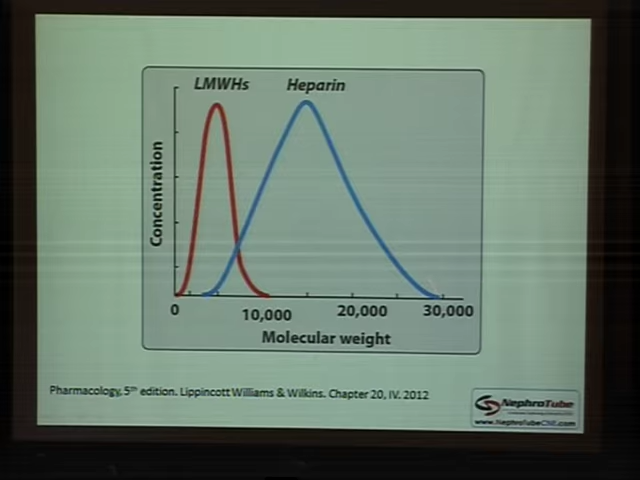 LMWHs Heparin
Concentration
0 10,000 20,000 30,000
Molecular weight
Pharmacology, 5th edition. Lippincott Williams & Wilkins. Chapter 20, IV. 2012
NephroTube
www.NephroTubeCNE.com